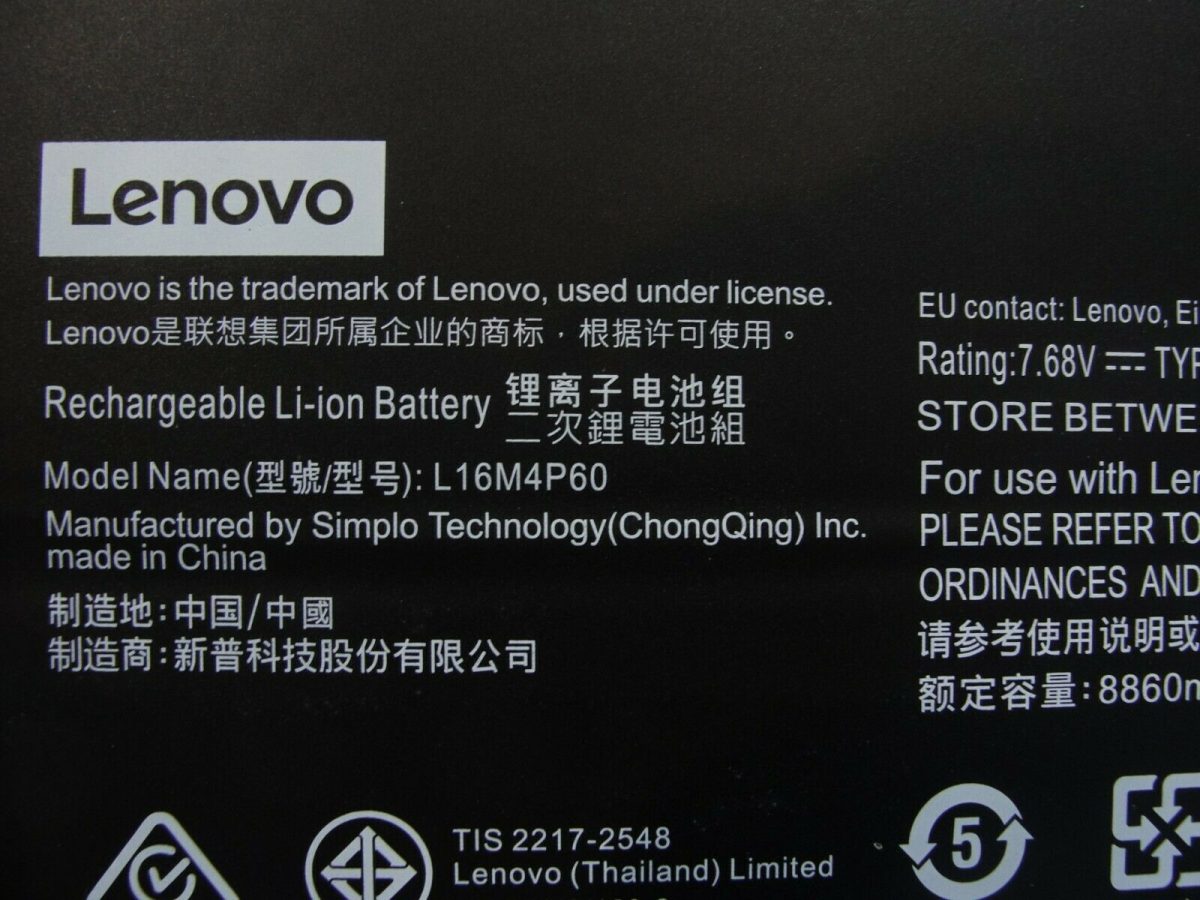 Lenovo
Lenovo is the trademark of Lenovo, used under license.
Lenovo是联想集团所属企业的商标，根据许可使用。
Rechargeable Li-ion Battery 锂离子电池组
二次鋰電池組
Model Name(型號/型号): L16M4P60
Manufactured by Simplo Technology(ChongQing) Inc.
made in China
制造地:中国/中國
制造商:新普科技股份有限公司
TIS 2217-2548
Lenovo (Thailand) Limited
EU contact: Lenovo,
Rating:7.68V ⎓
STORE
For use with
PLEASE REFER TO
ORDINANCES AND
请参考使用说明或
额定容量:8860
5